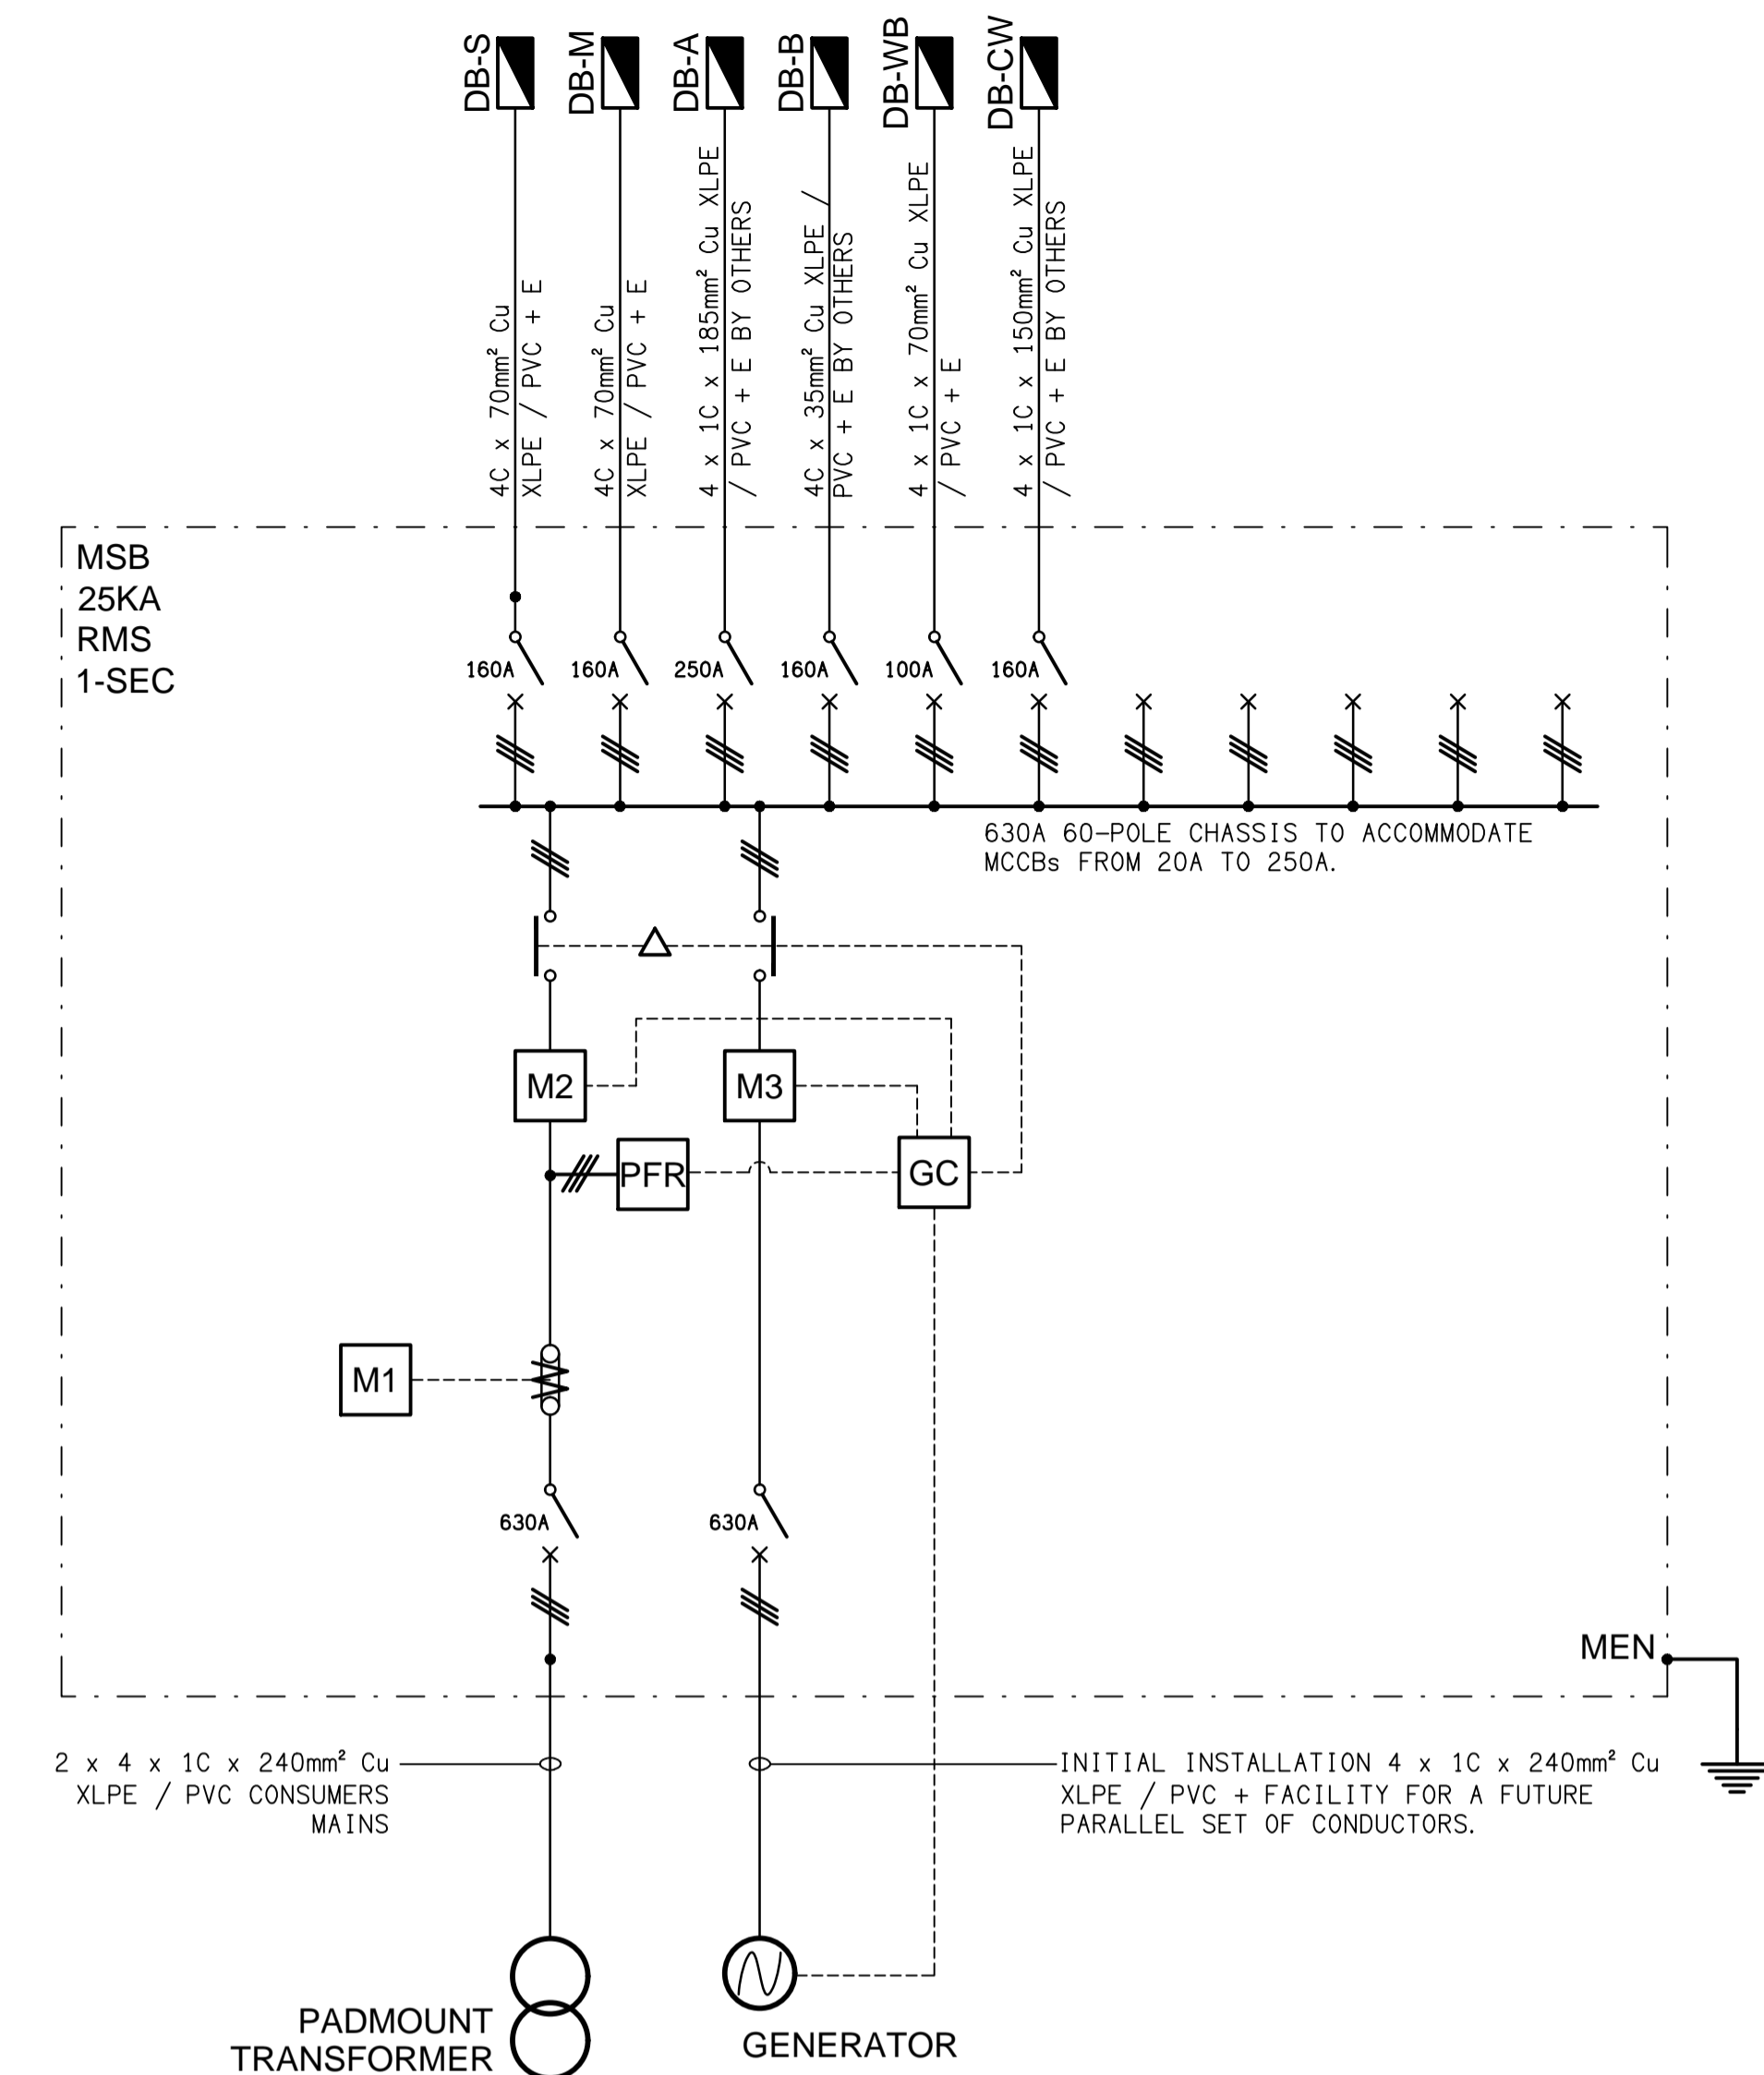 DB-S
DB-M
DB-A
DB-B
DB-WB
DB-CW
4C x 70mm² Cu
XLPE / PVC + E
4C x 70mm² Cu
XLPE / PVC + E
4 x 1C x 185mm² Cu XLPE
/ PVC + E BY OTHERS
4C x 35mm² Cu XLPE /
PVC + E BY OTHERS
4 x 1C x 70mm² Cu XLPE
/ PVC + E
4 x 1C x 150mm² Cu XLPE
/ PVC + E BY OTHERS
MSB
25KA
RMS
1-SEC
160A
160A
250A
160A
100A
160A
630A 60-POLE CHASSIS TO ACCOMMODATE
MCCBs FROM 20A TO 250A.
M2
M3
PFR
GC
M1
630A
630A
MEN
2 x 4 x 1C x 240mm² Cu
XLPE / PVC CONSUMERS
MAINS
INITIAL INSTALLATION 4 x 1C x 240mm² Cu
XLPE / PVC + FACILITY FOR A FUTURE
PARALLEL SET OF CONDUCTORS.
PADMOUNT
TRANSFORMER
GENERATOR